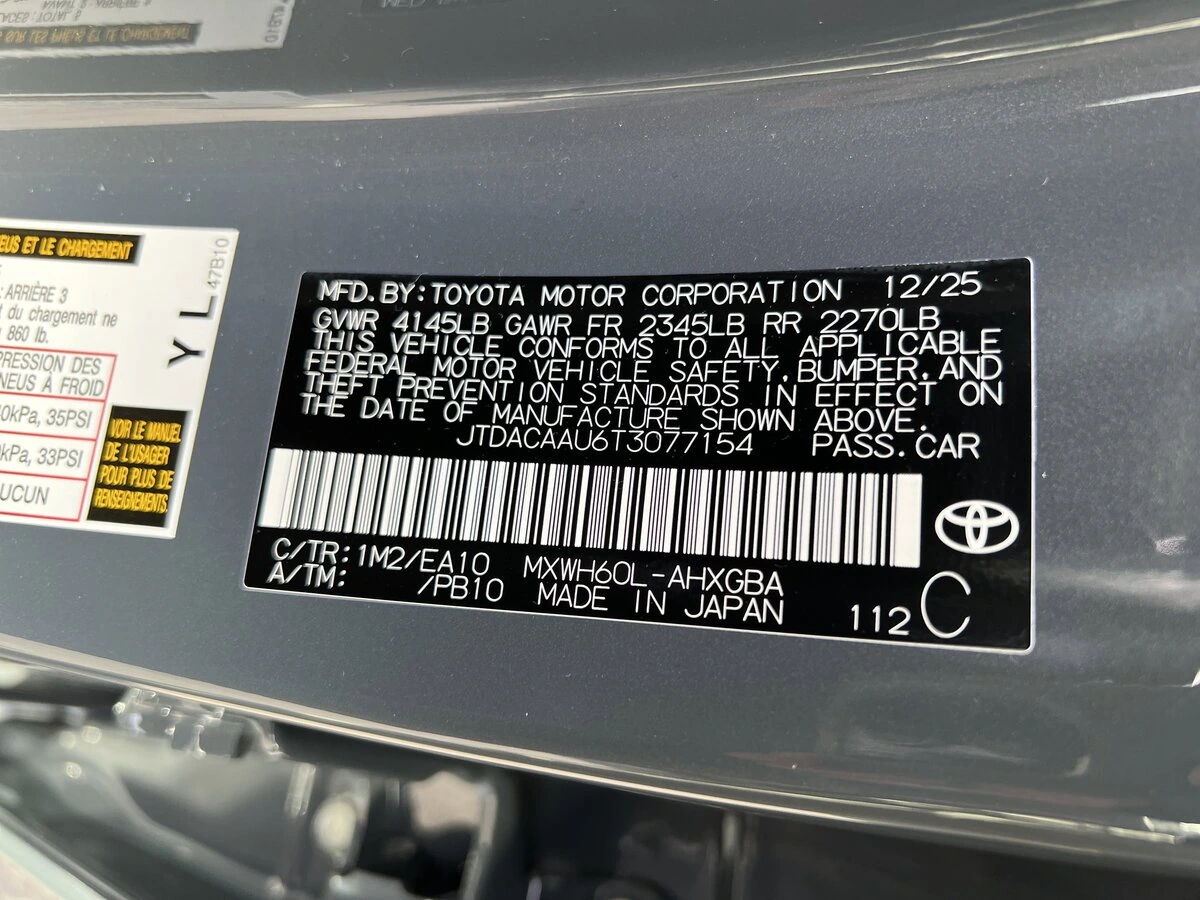 MFD.BY:TOYOTA MOTOR CORPORATION 12/25
GVWR 4145LB GAWR FR 2345LB RR 2270LB
THIS VEHICLE CONFORMS TO ALL APPLICABLE
FEDERAL MOTOR VEHICLE SAFETY,BUMPER,AND
THEFT PREVENTION STANDARDS IN EFFECT ON
THE DATE OF MANUFACTURE SHOWN ABOVE.
JTDACAAU6T3077154 PASS.CAR
C/TR:1M2/EA10 MXWH60L-AHXGBA
A/TM: /PB10 MADE IN JAPAN
112 C
ET LE CHARGEMENT
ARRIÈRE 3
du chargement ne
860 lb.
DES
À FROID
35PSI
kPa, 33PSI
VOIR LE MANUEL
DE L'USAGER
POUR PLUS DE
RENSEIGNEMENTS.
YL 47B10